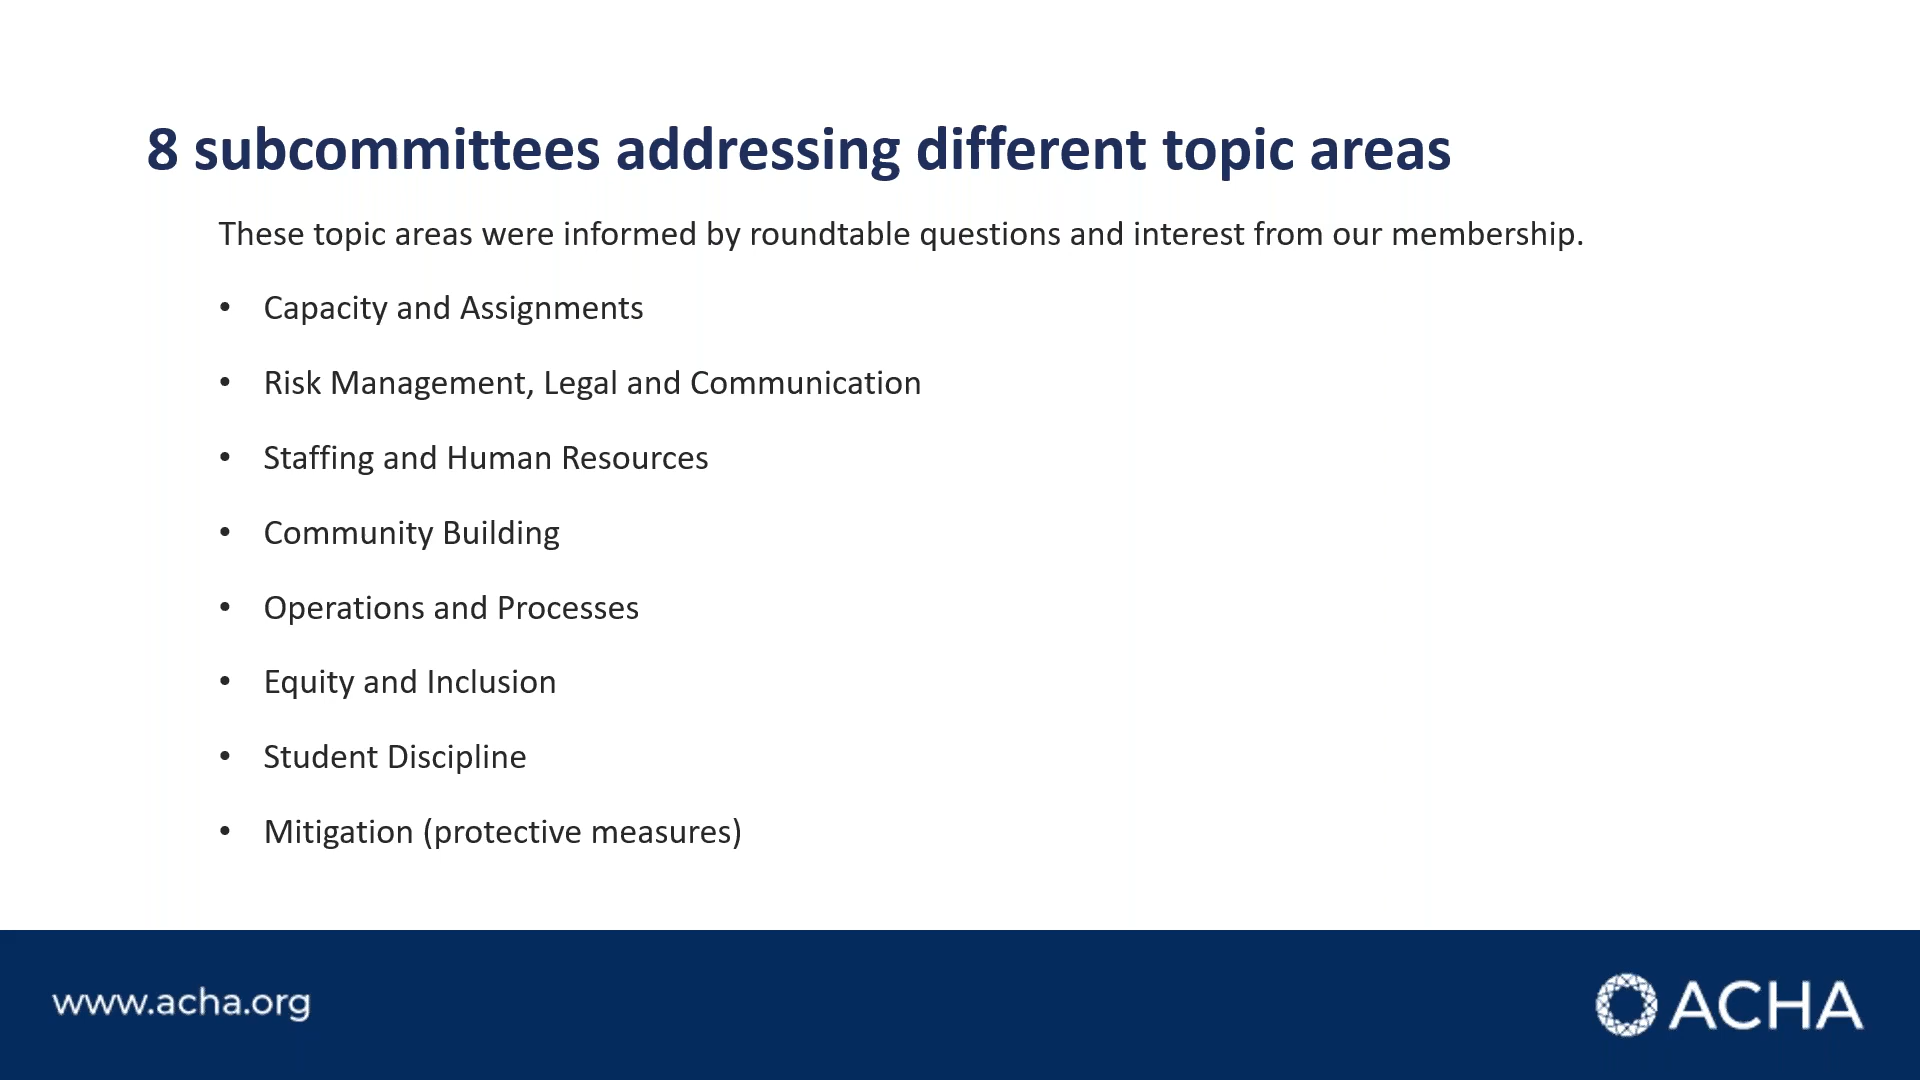 8 subcommittees addressing different topic areas
These topic areas were informed by roundtable questions and interest from our membership.
• Capacity and Assignments
• Risk Management, Legal and Communication
• Staffing and Human Resources
• Community Building
• Operations and Processes
• Equity and Inclusion
• Student Discipline
• Mitigation (protective measures)
www.acha.org
ACHA